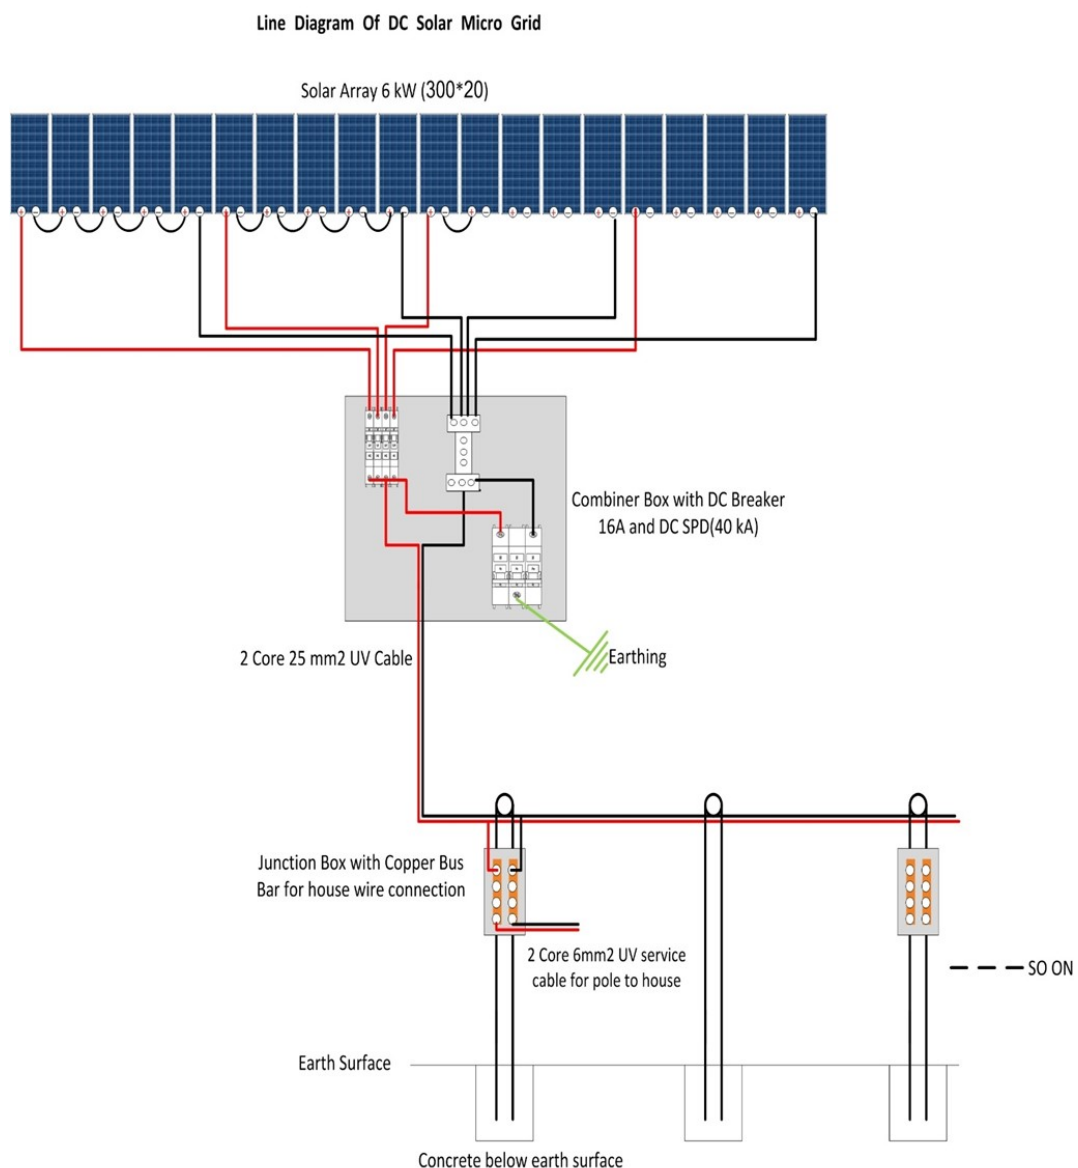 Line Diagram Of DC Solar Micro Grid
Solar Array 6 kW (300*20)
Combiner Box with DC Breaker
16A and DC SPD(40 kA)
2 Core 25 mm2 UV Cable
Earthing
Junction Box with Copper Bus
Bar for house wire connection
2 Core 6mm2 UV service
cable for pole to house
SO ON
Earth Surface
Concrete below earth surface